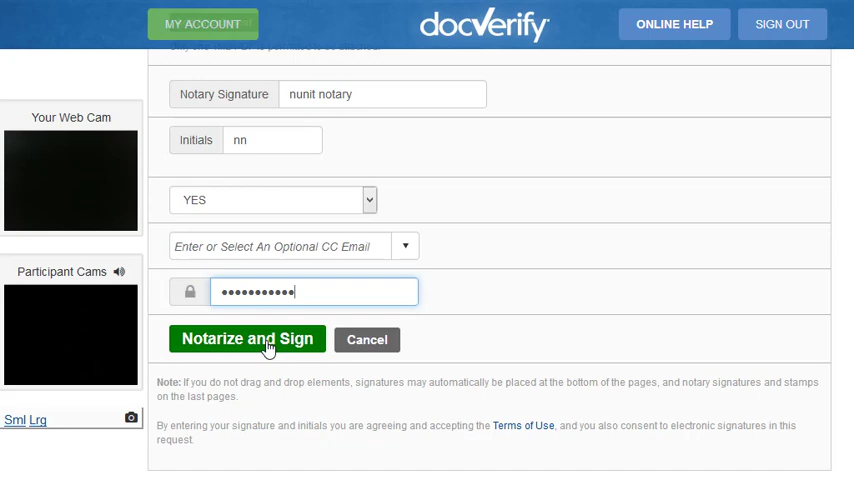 MY ACCOUNT
docVerify
ONLINE HELP
SIGN OUT
Your Web Cam
Notary Signature
nunit notary
Initials
nn
YES
Enter or Select An Optional CC Email
Participant Cams
•••••••••••
Notarize and Sign
Cancel
Sml Lrg
Note: If you do not drag and drop elements, signatures may automatically be placed at the bottom of the pages, and notary signatures and stamps
on the last pages.
By entering your signature and initials you are agreeing and accepting the Terms of Use, and you also consent to electronic signatures in this
request.